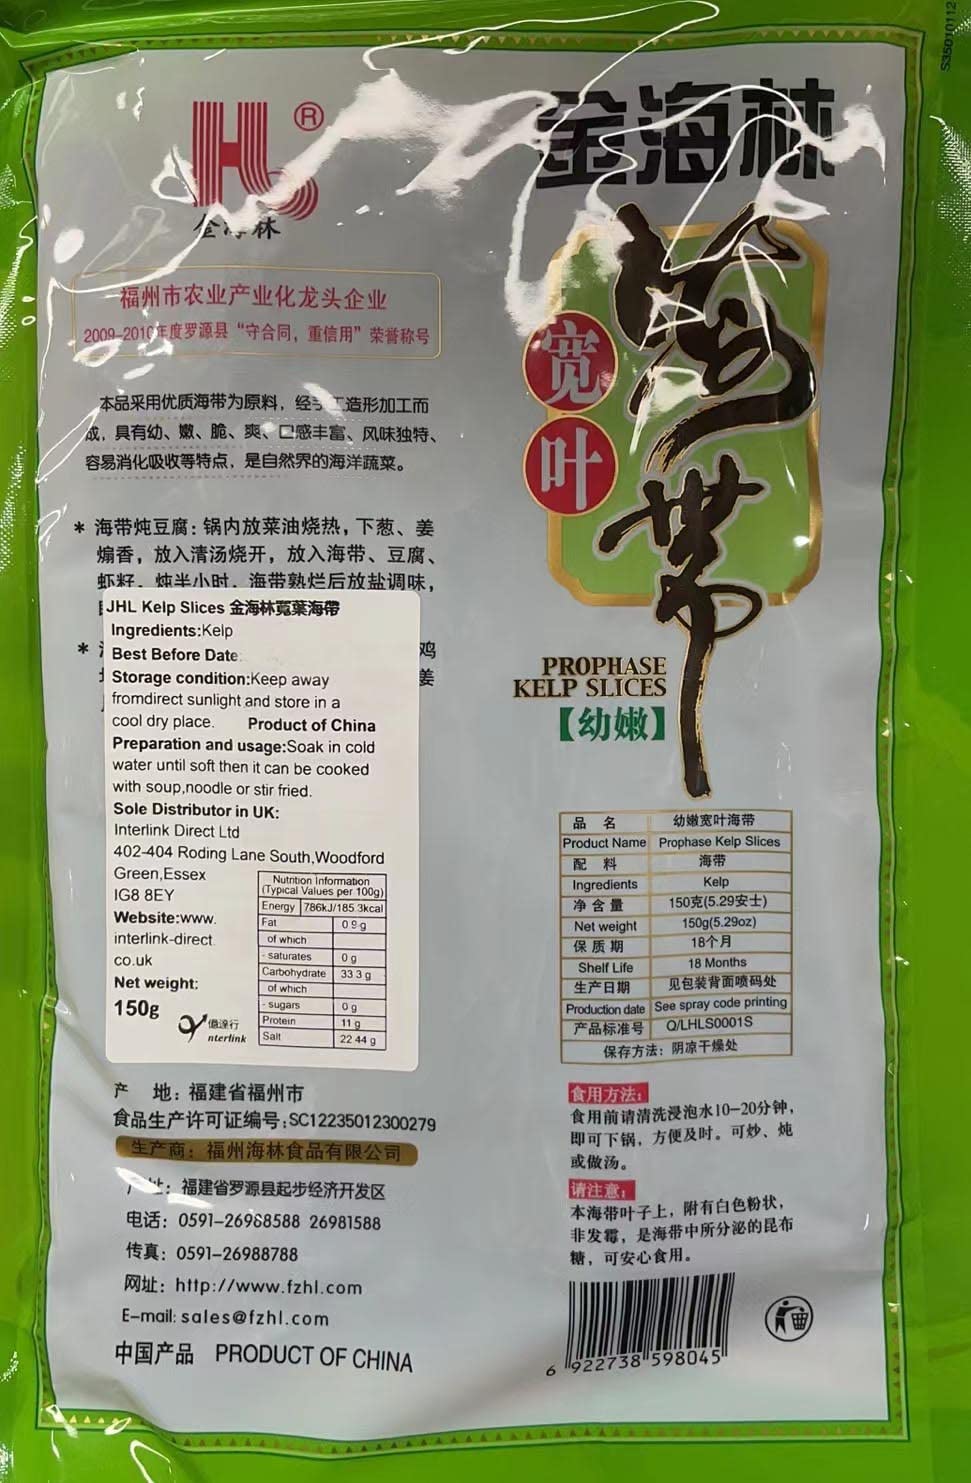 S35010112
H®
金海林
福州市农业产业化龙头企业
2009-2010年度罗源县“守合同，重信用”荣誉称号
本品采用优质海带为原料，经手工造形加工而
成，具有幼、嫩、脆、爽、口感丰富、风味独特、
容易消化吸收等特点，是自然界的海洋蔬菜。
* 海带炖豆腐：锅内放菜油烧热，下葱、姜
煸香，放入清汤烧开，放入海带、豆腐、
虾籽，炖半小时，海带熟烂后放盐调味，
*
鸡
姜
JHL Kelp Slices 金海林寬葉海帶
Ingredients:Kelp
Best Before Date:
Storage condition:Keep away
fromdirect sunlight and store in a
cool dry place. Product of China
Preparation and usage:Soak in cold
water until soft then it can be cooked
with soup,noodle or stir fried.
Sole Distributor in UK:
Interlink Direct Ltd
402-404 Roding Lane South,Woodford
Green,Essex
IG8 8EY
Website:www.
interlink-direct.
co.uk
Net weight:
150g
億達行
nterlink
Nutrition Information
(Typical Values per 100g)
Energy 786kJ/185.3kcal
Fat 0.9 g
of which
- saturates 0 g
Carbohydrate 33.3 g
of which
- sugars 0 g
Protein 11 g
Salt 22.44 g
产 地：福建省福州市
食品生产许可证编号：SC12235012300279
生产商：福州海林食品有限公司
厂址：福建省罗源县起步经济开发区
电话：0591-26988588 26981588
传真：0591-26988788
网址：http://www.fzhl.com
E-mail: sales@fzhl.com
中国产品 PRODUCT OF CHINA
金海林
宽叶
海带
PROPHASE
KELP SLICES
【幼嫩】
品 名 幼嫩宽叶海带
Product Name Prophase Kelp Slices
配 料 海带
Ingredients Kelp
净含量 150克(5.29安士)
Net weight 150g(5.29oz)
保质期 18个月
Shelf Life 18 Months
生产日期 见包装背面喷码处
Production date See spray code printing
产品标准号 Q/LHLS0001S
保存方法：阴凉干燥处
食用方法：
食用前请清洗浸泡水10-20分钟，
即可下锅，方便及时。可炒、炖
或做汤。
请注意：
本海带叶子上，附有白色粉状，
非发霉，是海带中所分泌的昆布
糖，可安心食用。
6 922738 598045